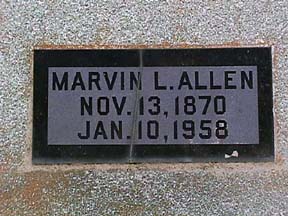 MARVIN L. ALLEN
NOV. 13, 1870
JAN. 10, 1958